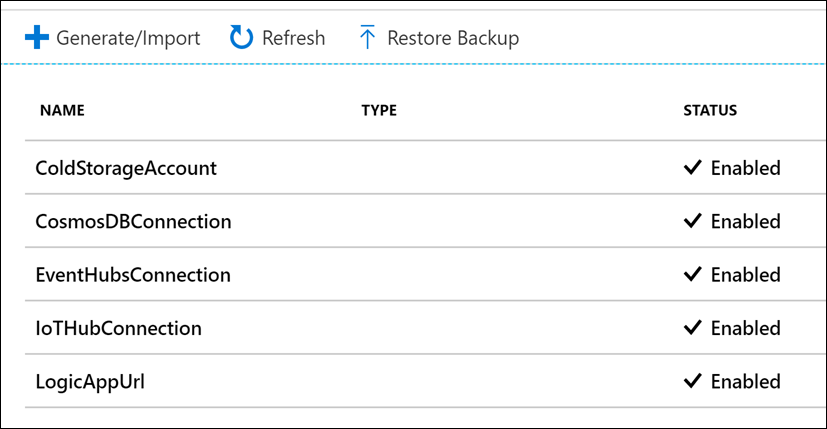 Generate/Import Refresh Restore Backup
NAME TYPE STATUS
ColdStorageAccount Enabled
CosmosDBConnection Enabled
EventHubsConnection Enabled
IoTHubConnection Enabled
LogicAppUrl Enabled